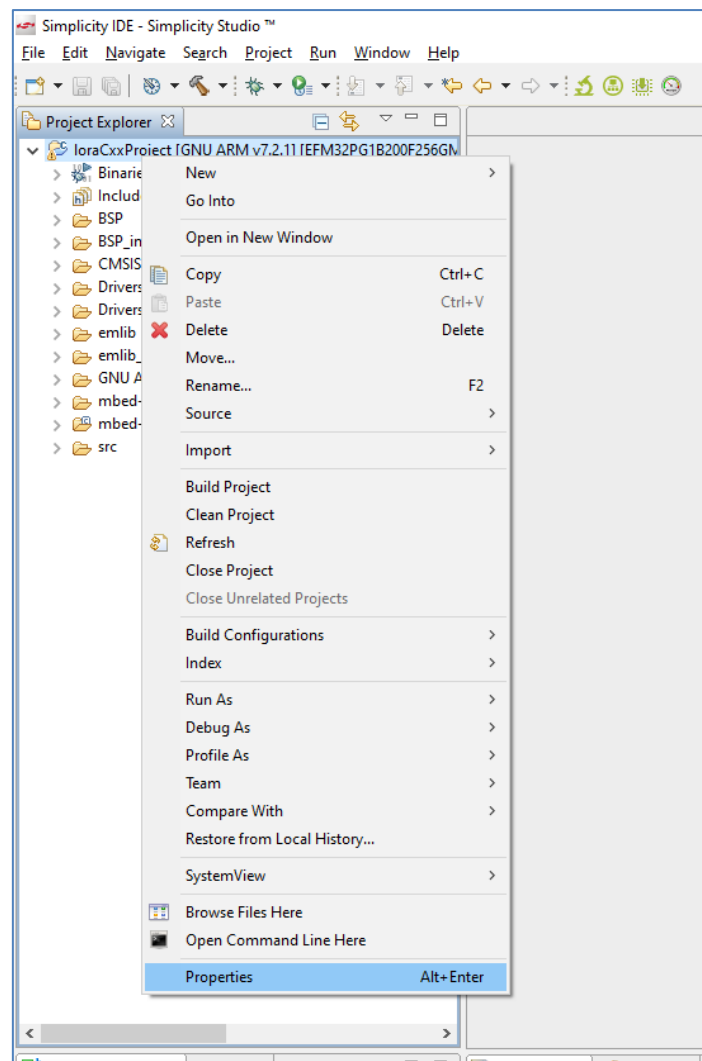 Simplicity IDE - Simplicity Studio ™
File Edit Navigate Search Project Run Window Help
Project Explorer
loraCxxProject [GNU ARM v7.2.1] [EFM32PG1B200F256GM
Binarie
Includ
BSP
BSP_in
CMSIS
Drivers
Drivers
emlib
emlib_
GNU A
mbed-
mbed-
src
New
Go Into
Open in New Window
Copy Ctrl+C
Paste Ctrl+V
Delete Delete
Move...
Rename... F2
Source
Import
Build Project
Clean Project
Refresh
Close Project
Close Unrelated Projects
Build Configurations
Index
Run As
Debug As
Profile As
Team
Compare With
Restore from Local History...
SystemView
Browse Files Here
Open Command Line Here
Properties Alt+Enter